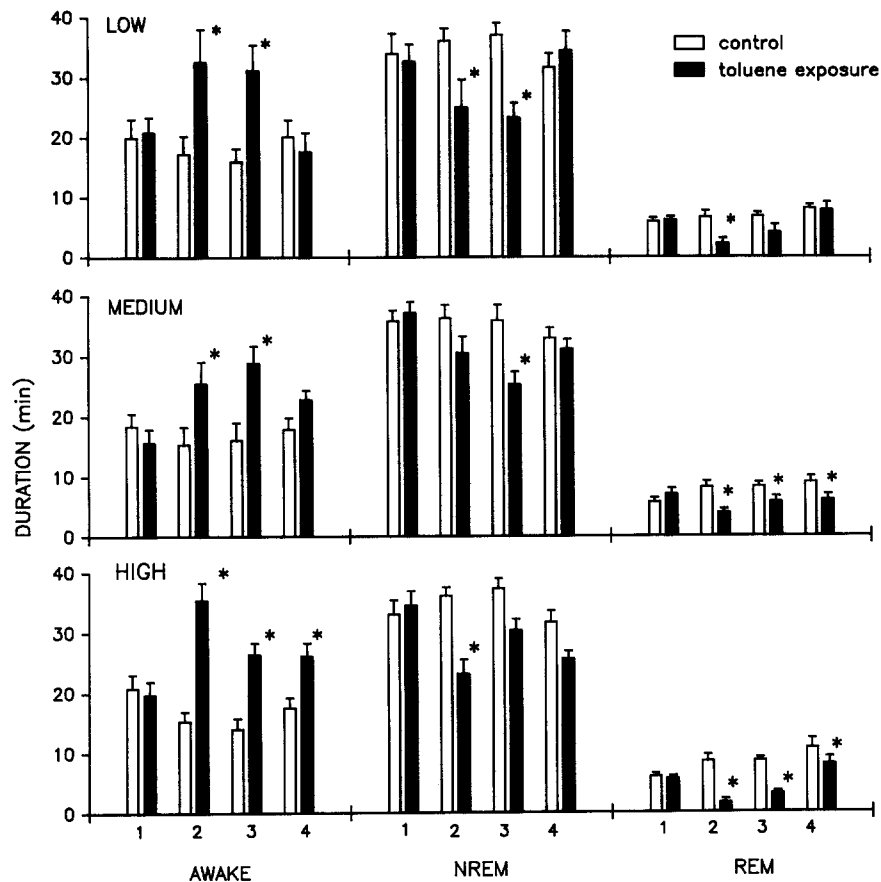 40 LOW
control
toluene exposure
30
20
10
0
* * * * *
40 MEDIUM
30
20
10
0
* * * * * *
DURATION (min)
40 HIGH
30
20
10
0
* * * * * * *
1 2 3 4 1 2 3 4 1 2 3 4
AWAKE NREM REM